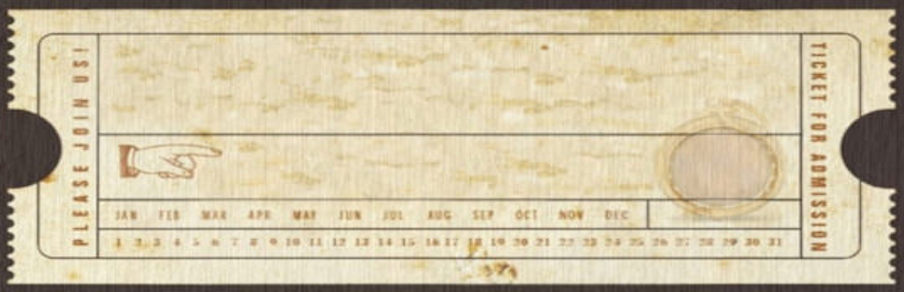 PLEASE JOIN US!
JAN FEB MAR APR MAY JUN JUL AUG SEP OCT NOV DEC
1 2 3 4 5 6 7 8 9 10 11 12 13 14 15 16 17 18 19 20 21 22 23 24 25 26 27 28 29 30 31
TICKET FOR ADMISSION